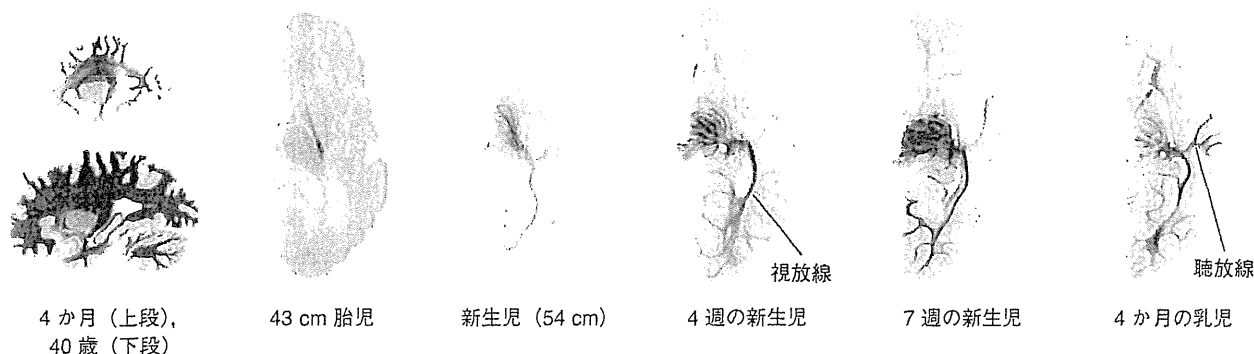 視放線
聴放線
4 か月（上段），
40 歳（下段）
43 cm 胎児
新生児（54 cm）
4 週の新生児
7 週の新生児
4 か月の乳児